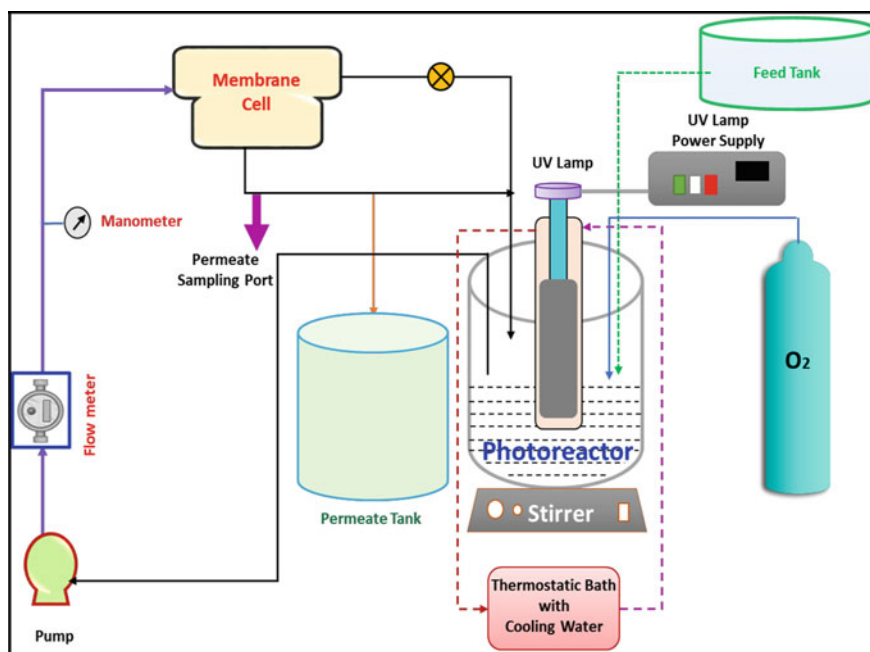 Membrane
Cell
Feed Tank
UV Lamp
Power Supply
UV Lamp
Manometer
Permeate
Sampling Port
O2
Flow meter
Photoreactor
Permeate Tank
Stirrer
Thermostatic Bath
with
Cooling Water
Pump